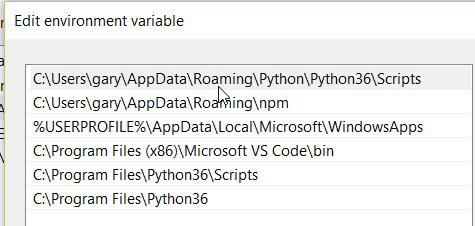 Edit environment variable
C:\Users\gary\AppData\Roaming\Python\Python36\Scripts
C:\Users\gary\AppData\Roaming\npm
%USERPROFILE%\AppData\Local\Microsoft\WindowsApps
C:\Program Files (x86)\Microsoft VS Code\bin
C:\Program Files\Python36\Scripts
C:\Program Files\Python36